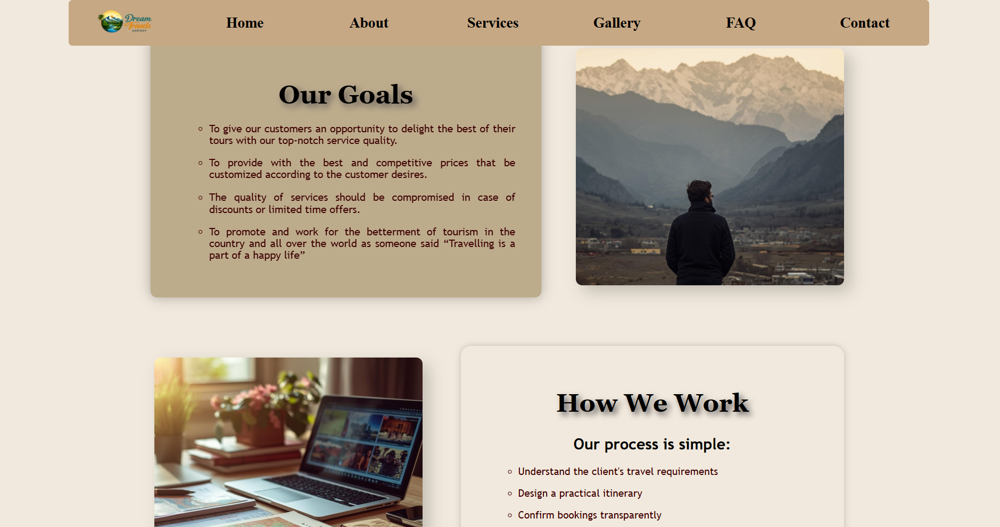 Dream
Travels
AGENCY
Home
About
Services
Gallery
FAQ
Contact
Our Goals
To give our customers an opportunity to delight the best of their
tours with our top-notch service quality.
To provide with the best and competitive prices that be
customized according to the customer desires.
The quality of services should be compromised in case of
discounts or limited time offers.
To promote and work for the betterment of tourism in the
country and all over the world as someone said “Travelling is a
part of a happy life”
How We Work
Our process is simple:
Understand the client's travel requirements
Design a practical itinerary
Confirm bookings transparently